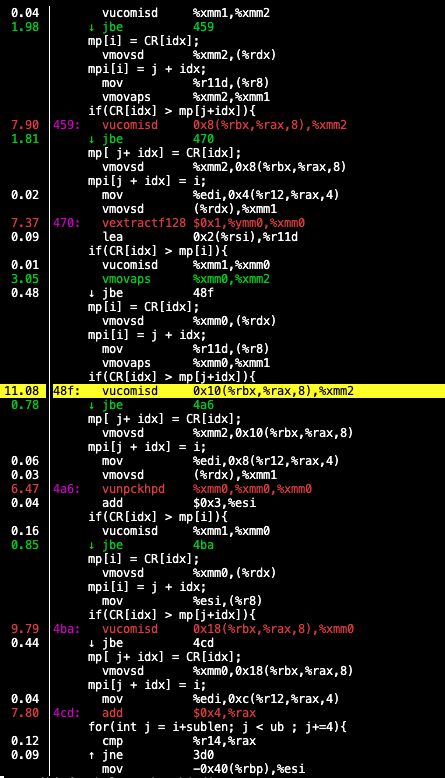 0.04 vucomisd %xmm1,%xmm2
1.98 ↓ jbe 459
mp[i] = CR[idx];
vmovsd %xmm2,(%rdx)
mpi[i] = j + idx;
mov %r11d,(%r8)
vmovaps %xmm2,%xmm1
if(CR[idx] > mp[j+idx]){
7.90 459: vucomisd 0x8(%rbx,%rax,8),%xmm2
1.81 ↓ jbe 470
mp[ j+ idx] = CR[idx];
vmovsd %xmm2,0x8(%rbx,%rax,8)
mpi[j + idx] = i;
0.02 mov %edi,0x4(%r12,%rax,4)
vmovsd (%rdx),%xmm1
7.37 470: vextractf128 $0x1,%ymm0,%xmm0
0.09 lea 0x2(%rsi),%r11d
if(CR[idx] > mp[i]){
0.01 vucomisd %xmm1,%xmm0
3.05 vmovaps %xmm0,%xmm2
0.48 ↓ jbe 48f
mp[i] = CR[idx];
vmovsd %xmm0,(%rdx)
mpi[i] = j + idx;
mov %r11d,(%r8)
vmovaps %xmm0,%xmm1
if(CR[idx] > mp[j+idx]){
11.08 48f: vucomisd 0x10(%rbx,%rax,8),%xmm2
0.78 ↓ jbe 4a6
mp[ j+ idx] = CR[idx];
vmovsd %xmm2,0x10(%rbx,%rax,8)
mpi[j + idx] = i;
0.06 mov %edi,0x8(%r12,%rax,4)
0.03 vmovsd (%rdx),%xmm1
6.47 4a6: vunpckhpd %xmm0,%xmm0,%xmm0
0.04 add $0x3,%esi
if(CR[idx] > mp[i]){
0.16 vucomisd %xmm1,%xmm0
0.85 ↓ jbe 4ba
mp[i] = CR[idx];
vmovsd %xmm0,(%rdx)
mpi[i] = j + idx;
mov %esi,(%r8)
if(CR[idx] > mp[j+idx]){
9.79 4ba: vucomisd 0x18(%rbx,%rax,8),%xmm0
0.44 ↓ jbe 4cd
mp[ j+ idx] = CR[idx];
vmovsd %xmm0,0x18(%rbx,%rax,8)
mpi[j + idx] = i;
0.04 mov %edi,0xc(%r12,%rax,4)
7.80 4cd: add $0x4,%rax
for(int j = i+sublen; j < ub ; j+=4){
0.12 cmp %r14,%rax
0.09 ↑ jne 3d0
mov -0x40(%rbp),%esi